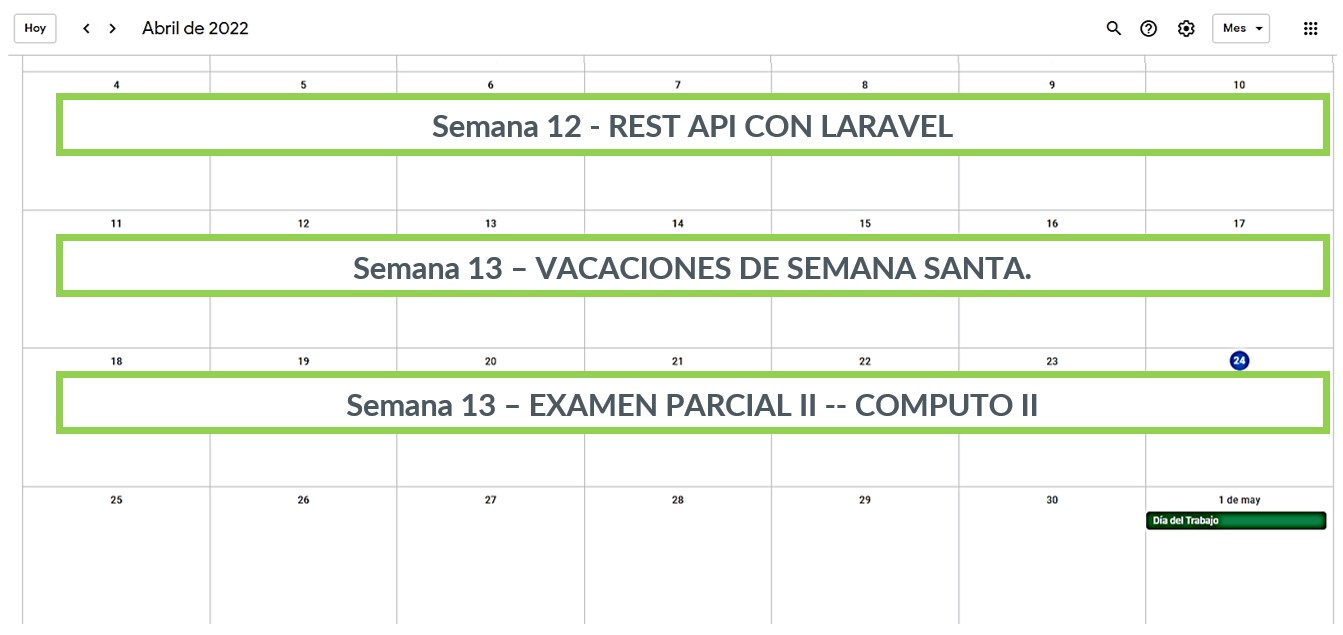 Hoy Abril de 2022 Mes
4 5 6 7 8 9 10
Semana 12 - REST API CON LARAVEL
11 12 13 14 15 16 17
Semana 13 – VACACIONES DE SEMANA SANTA.
18 19 20 21 22 23 24
Semana 13 – EXAMEN PARCIAL II -- COMPUTO II
25 26 27 28 29 30 1 de may
Día del Trabajo